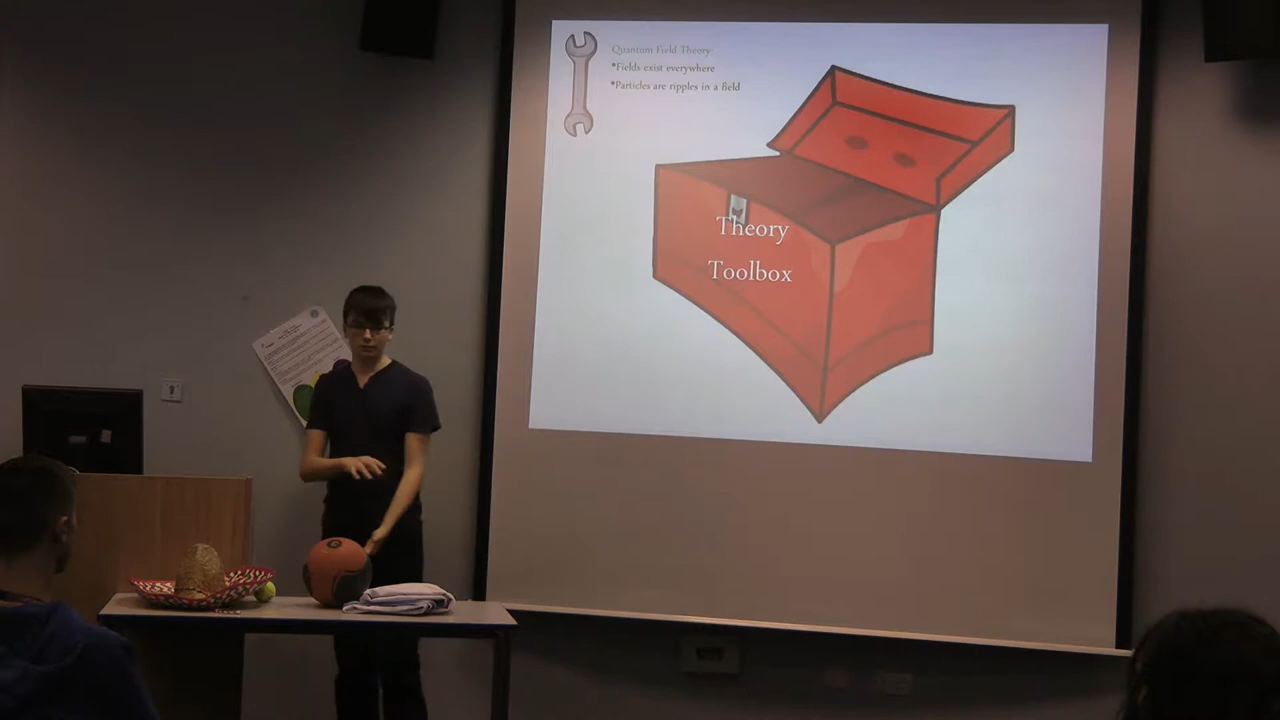 Quantum Field Theory:
*Fields exist everywhere
*Particles are ripples in a field
Theory
Toolbox